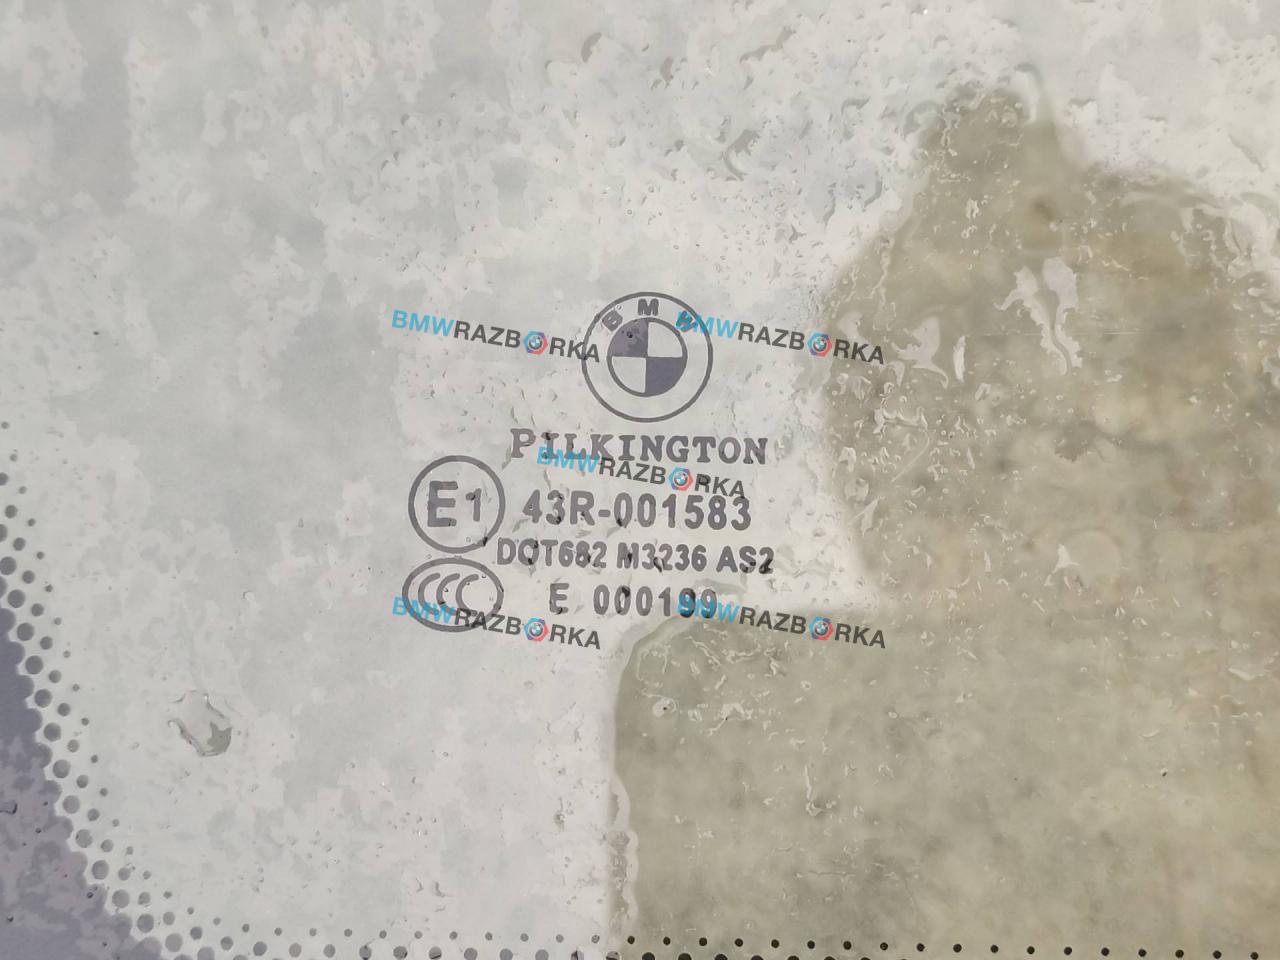 BMW
BMWRAZBORKA
BMWRAZBORKA
PILKINGTON
BMWRAZBORKA
E1 43R-001583
DOT682 M3236 AS2
CCC E 000199
BMWRAZBORKA
BMWRAZBORKA